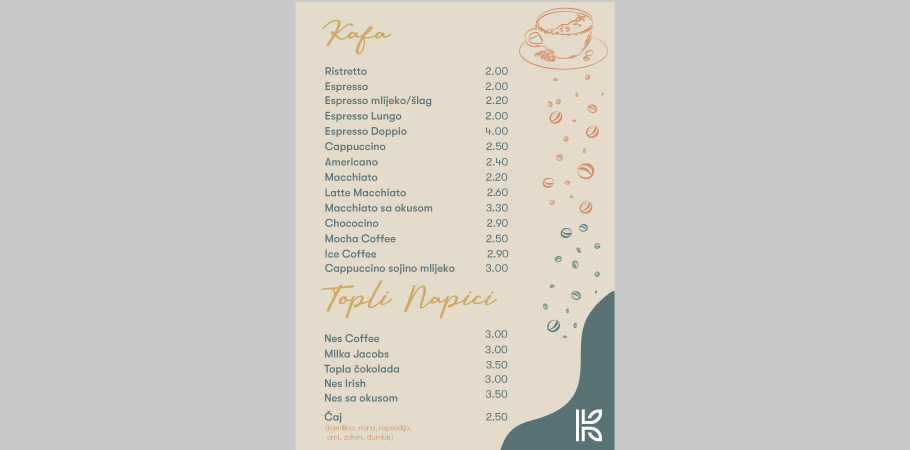 Kafa
Ristretto 2.00
Espresso 2.00
Espresso mlijeko/šlag 2.20
Espresso Lungo 2.00
Espresso Doppio 4.00
Cappuccino 2.50
Americano 2.40
Macchiato 2.20
Latte Macchiato 2.60
Macchiato sa okusom 3.30
Chococino 2.90
Mocha Coffee 2.50
Ice Coffee 2.90
Cappuccino sojino mlijeko 3.00
Topli Napici
Nes Coffee 3.00
Milka Jacobs 3.00
Topla čokolada 3.50
Nes Irish 3.00
Nes sa okusom 3.50
Čaj 2.50
(kamilica, nana, rapsodija,
crni, zeleni, đumbir)